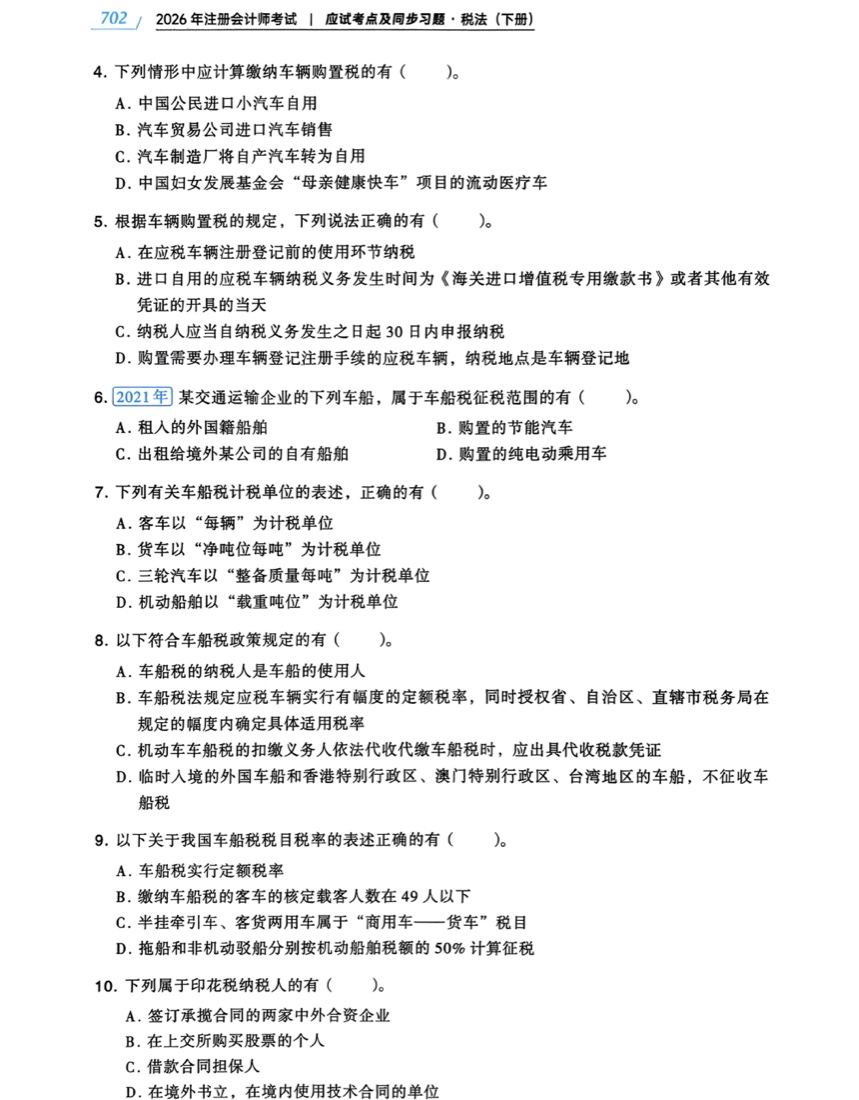 702 / 2026年注册会计师考试 | 应试考点及同步习题·税法（下册）
4. 下列情形中应计算缴纳车辆购置税的有（　　）。
A. 中国公民进口小汽车自用
B. 汽车贸易公司进口汽车销售
C. 汽车制造厂将自产汽车转为自用
D. 中国妇女发展基金会“母亲健康快车”项目的流动医疗车
5. 根据车辆购置税的规定，下列说法正确的有（　　）。
A. 在应税车辆注册登记前的使用环节纳税
B. 进口自用的应税车辆纳税义务发生时间为《海关进口增值税专用缴款书》或者其他有效
凭证的开具的当天
C. 纳税人应当自纳税义务发生之日起 30 日内申报纳税
D. 购置需要办理车辆登记注册手续的应税车辆，纳税地点是车辆登记地
6. 2021年 某交通运输企业的下列车船，属于车船税征税范围的有（　　）。
A. 租入的外国籍船舶　　B. 购置的节能汽车
C. 出租给境外某公司的自有船舶　　D. 购置的纯电动乘用车
7. 下列有关车船税计税单位的表述，正确的有（　　）。
A. 客车以“每辆”为计税单位
B. 货车以“净吨位每吨”为计税单位
C. 三轮汽车以“整备质量每吨”为计税单位
D. 机动船舶以“载重吨位”为计税单位
8. 以下符合车船税政策规定的有（　　）。
A. 车船税的纳税人是车船的使用人
B. 车船税法规定应税车辆实行有幅度的定额税率，同时授权省、自治区、直辖市税务局在
规定的幅度内确定具体适用税率
C. 机动车车船税的扣缴义务人依法代收代缴车船税时，应出具代收税款凭证
D. 临时入境的外国车船和香港特别行政区、澳门特别行政区、台湾地区的车船，不征收车
船税
9. 以下关于我国车船税税目税率的表述正确的有（　　）。
A. 车船税实行定额税率
B. 缴纳车船税的客车的核定载客人数在 49 人以下
C. 半挂牵引车、客货两用车属于“商用车——货车”税目
D. 拖船和非机动驳船分别按机动船舶税额的 50% 计算征税
10. 下列属于印花税纳税人的有（　　）。
A. 签订承揽合同的两家中外合资企业
B. 在上交所购买股票的个人
C. 借款合同担保人
D. 在境外书立，在境内使用技术合同的单位